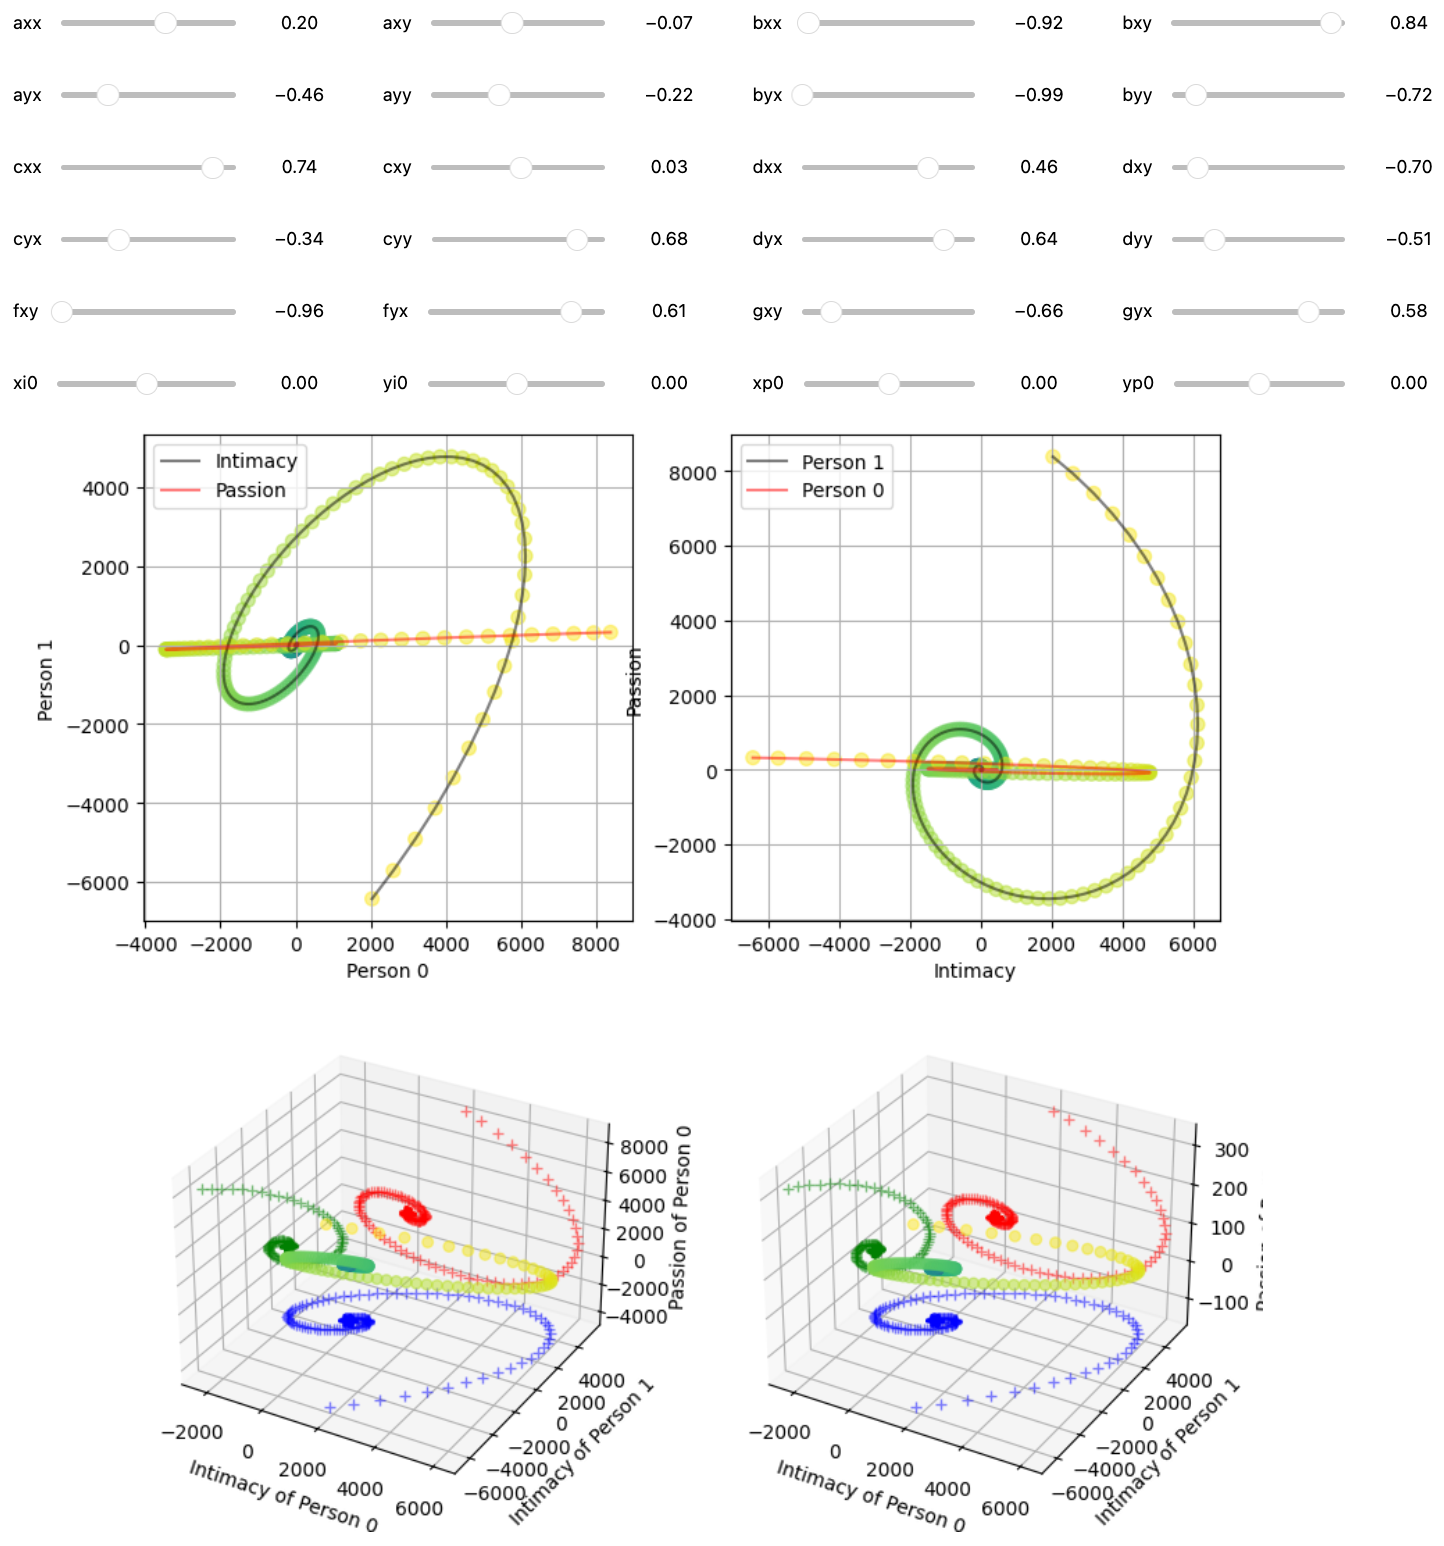 axx 0.20 axy −0.07 bxx −0.92 bxy 0.84
ayx −0.46 ayy −0.22 byx −0.99 byy −0.72
cxx 0.74 cxy 0.03 dxx 0.46 dxy −0.70
cyx −0.34 cyy 0.68 dyx 0.64 dyy −0.51
fxy −0.96 fyx 0.61 gxy −0.66 gyx 0.58
xi0 0.00 yi0 0.00 xp0 0.00 yp0 0.00
Intimacy
Passion
4000
2000
0
−2000
−4000
−6000
Person 1
−4000 −2000 0 2000 4000 6000 8000
Person 0
Person 1
Person 0
8000
6000
4000
2000
0
−2000
−4000
Passion
−6000 −4000 −2000 0 2000 4000 6000
Intimacy
8000
6000
4000
2000
0
−2000
−4000
Passion of Person 0
4000
2000
0
−2000
−4000
−6000
Intimacy of Person 1
−2000
0
2000
4000
6000
Intimacy of Person 0
300
200
100
0
−100
4000
2000
0
−2000
−4000
−6000
Intimacy of Person 1
−2000
0
2000
4000
6000
Intimacy of Person 0